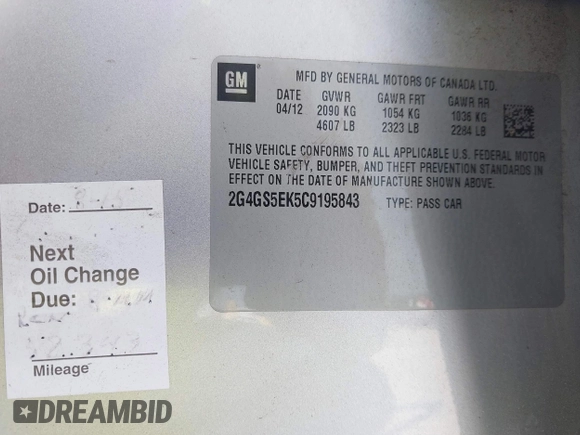 GM
MFD BY GENERAL MOTORS OF CANADA LTD.
DATE GVWR GAWR FRT GAWR RR
04/12 2090 KG 1054 KG 1036 KG
4607 LB 2323 LB 2284 LB
THIS VEHICLE CONFORMS TO ALL APPLICABLE U.S. FEDERAL MOTOR
VEHICLE SAFETY, BUMPER, AND THEFT PREVENTION STANDARDS IN
EFFECT ON THE DATE OF MANUFACTURE SHOWN ABOVE.
2G4GS5EK5C9195843 TYPE: PASS CAR
Date:
Next
Oil Change
Due:
Mileage
DREAMBID